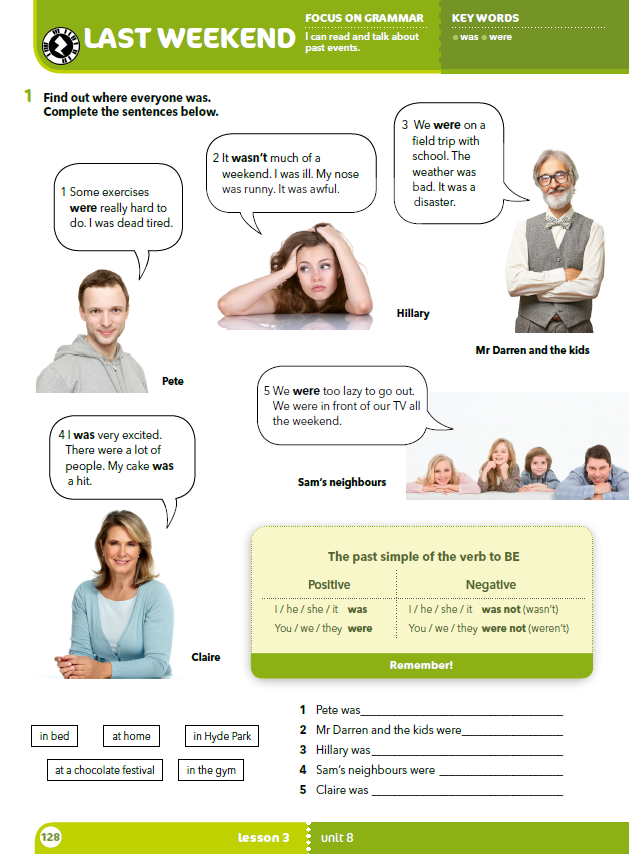 LAST WEEKEND
FOCUS ON GRAMMAR
I can read and talk about
past events.
KEY WORDS
was were
1 Find out where everyone was.
Complete the sentences below.
1 Some exercises
were really hard to
do. I was dead tired.
Pete
2 It wasn't much of a
weekend. I was ill. My nose
was runny. It was awful.
Hillary
3 We were on a
field trip with
school. The
weather was
bad. It was a
disaster.
Mr Darren and the kids
4 I was very excited.
There were a lot of
people. My cake was
a hit.
Claire
5 We were too lazy to go out.
We were in front of our TV all
the weekend.
Sam's neighbours
The past simple of the verb to BE
Positive Negative
I / he / she / it was I / he / she / it was not (wasn't)
You / we / they were You / we / they were not (weren't)
Remember!
in bed at home in Hyde Park
at a chocolate festival in the gym
1 Pete was____________________
2 Mr Darren and the kids were____________________
3 Hillary was____________________
4 Sam's neighbours were ____________________
5 Claire was ____________________
128 lesson 3 unit 8